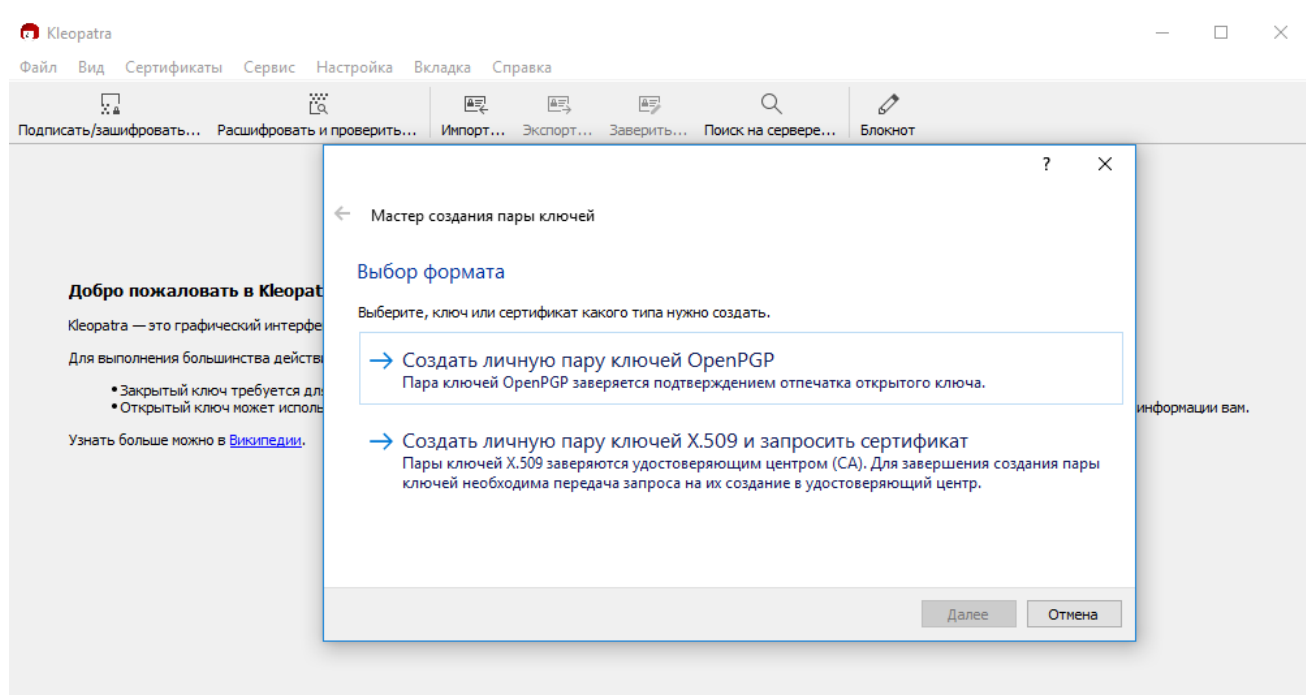 Kleopatra
Файл Вид Сертификаты Сервис Настройка Вкладка Справка
Подписать/зашифровать... Расшифровать и проверить... Импорт... Экспорт... Заверить... Поиск на сервере... Блокнот
?
Мастер создания пары ключей
Выбор формата
Выберите, ключ или сертификат какого типа нужно создать.
Создать личную пару ключей OpenPGP
Пара ключей OpenPGP заверяется подтверждением отпечатка открытого ключа.
Создать личную пару ключей X.509 и запросить сертификат
Пары ключей X.509 заверяются удостоверяющим центром (CA). Для завершения создания пары
ключей необходима передача запроса на их создание в удостоверяющий центр.
Далее Отмена
Добро пожаловать в Kleopat
Kleopatra — это графический интерфе
Для выполнения большинства действи
• Закрытый ключ требуется для
• Открытый ключ может исполь
информации вам.
Узнать больше можно в Википедии.